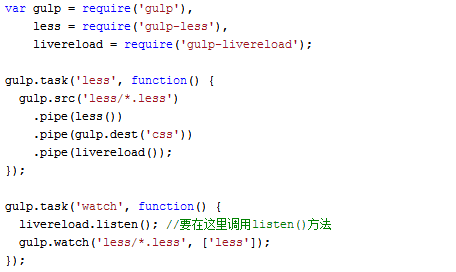 var gulp = require('gulp'),
    less = require('gulp-less'),
    livereload = require('gulp-livereload');

gulp.task('less', function() {
  gulp.src('less/*.less')
    .pipe(less())
    .pipe(gulp.dest('css'))
    .pipe(livereload());
});

gulp.task('watch', function() {
  livereload.listen(); //要在这里调用listen()方法
  gulp.watch('less/*.less', ['less']);
});